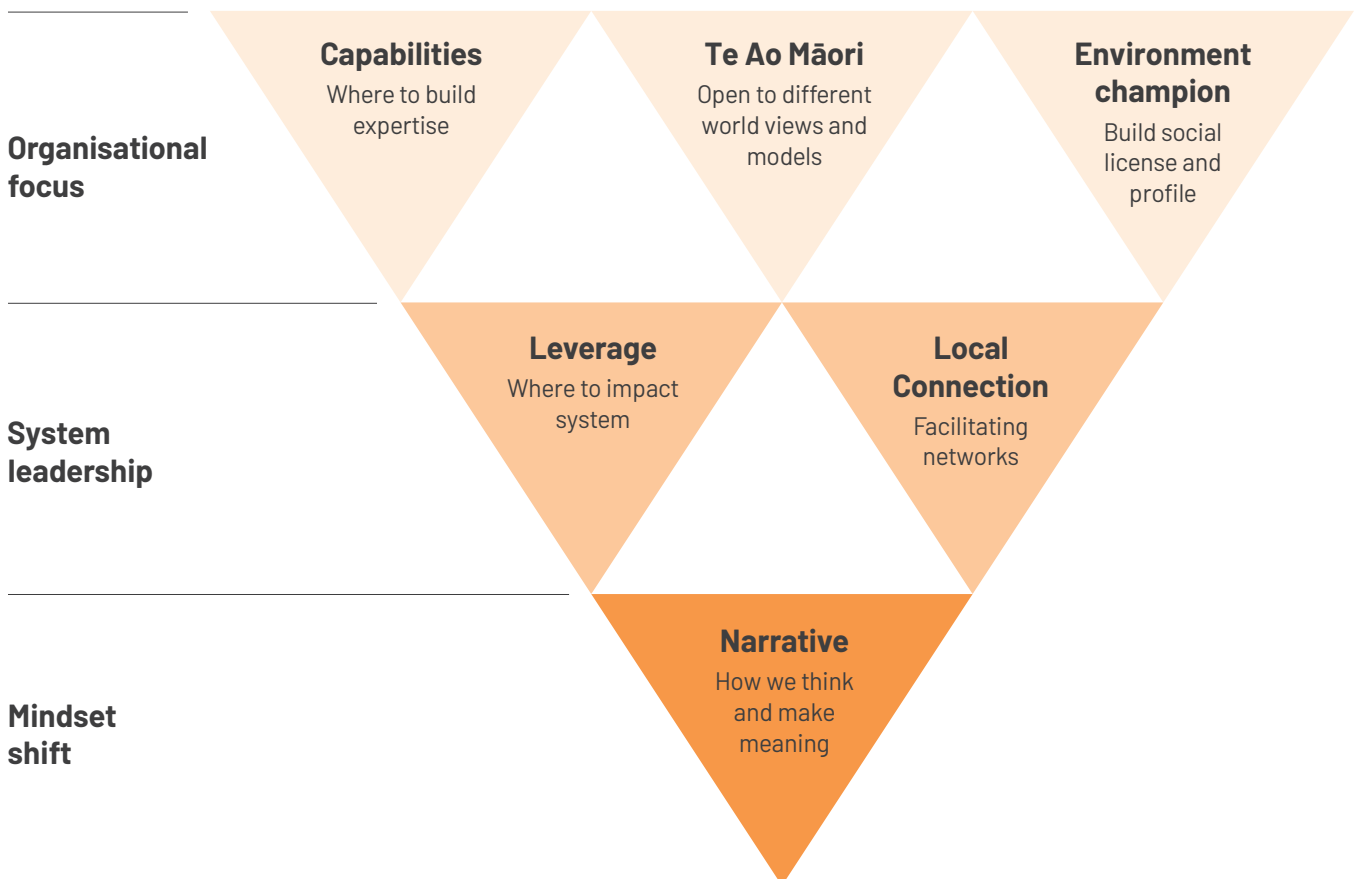 Organisational
focus
Capabilities
Where to build
expertise
Te Ao Māori
Open to different
world views and
models
Environment
champion
Build social
license and
profile
System
leadership
Leverage
Where to impact
system
Local
Connection
Facilitating
networks
Mindset
shift
Narrative
How we think
and make
meaning